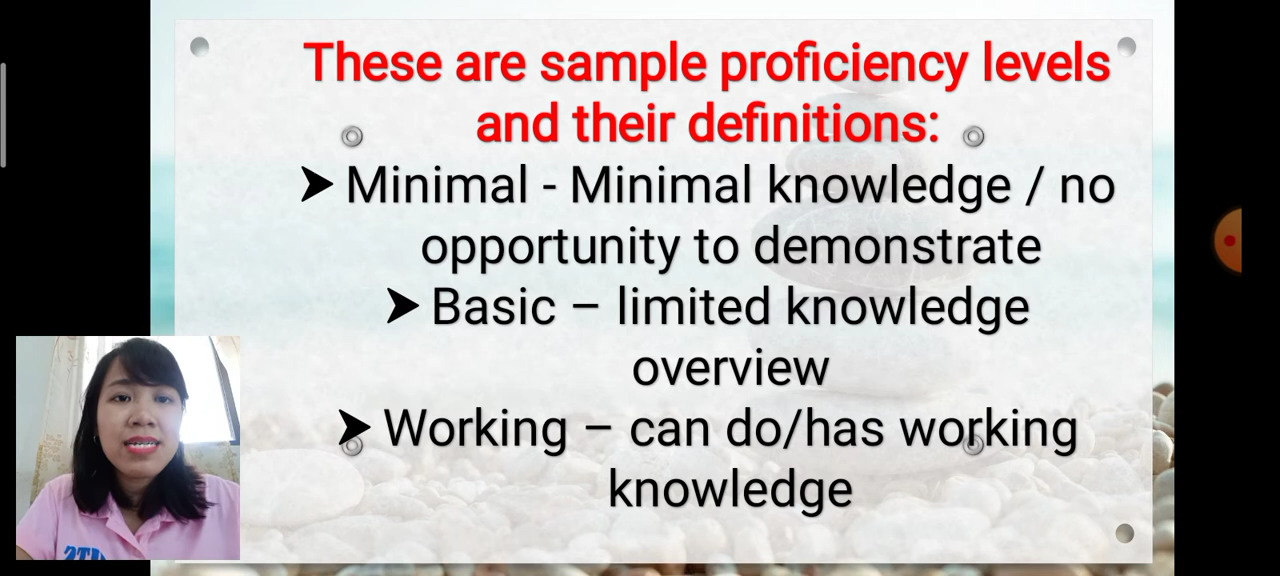 These are sample proficiency levels
and their definitions:
➤ Minimal - Minimal knowledge / no
opportunity to demonstrate
➤ Basic – limited knowledge
overview
➤ Working – can do/has working
knowledge